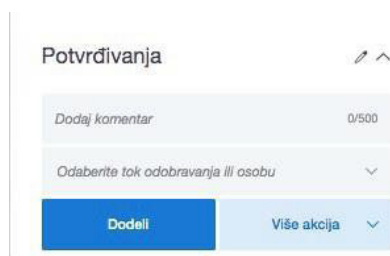 Potvrđivanja
Dodaj komentar 0/500
Odaberite tok odobravanja ili osobu
Dodeli Više akcija